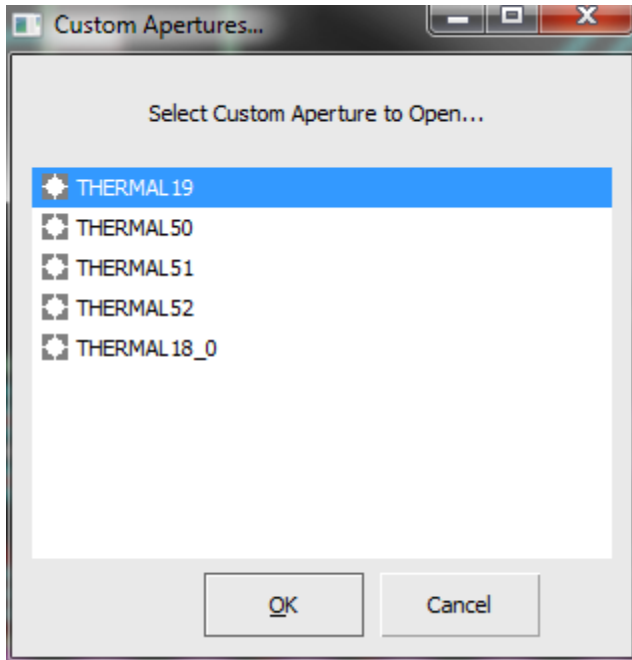 Custom Apertures...
Select Custom Aperture to Open...
THERMAL19
THERMAL50
THERMAL51
THERMAL52
THERMAL18_0
OK
Cancel